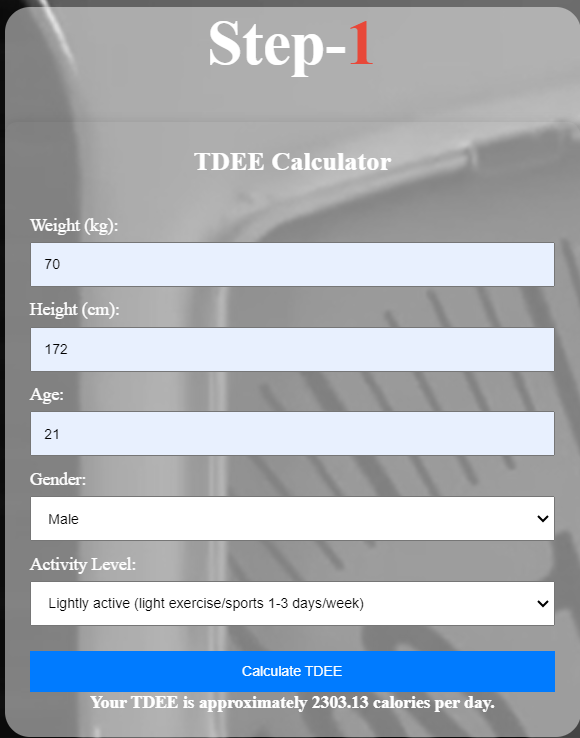 Step-1
TDEE Calculator
Weight (kg):
70
Height (cm):
172
Age:
21
Gender:
Male
Activity Level:
Lightly active (light exercise/sports 1-3 days/week)
Calculate TDEE
Your TDEE is approximately 2303.13 calories per day.